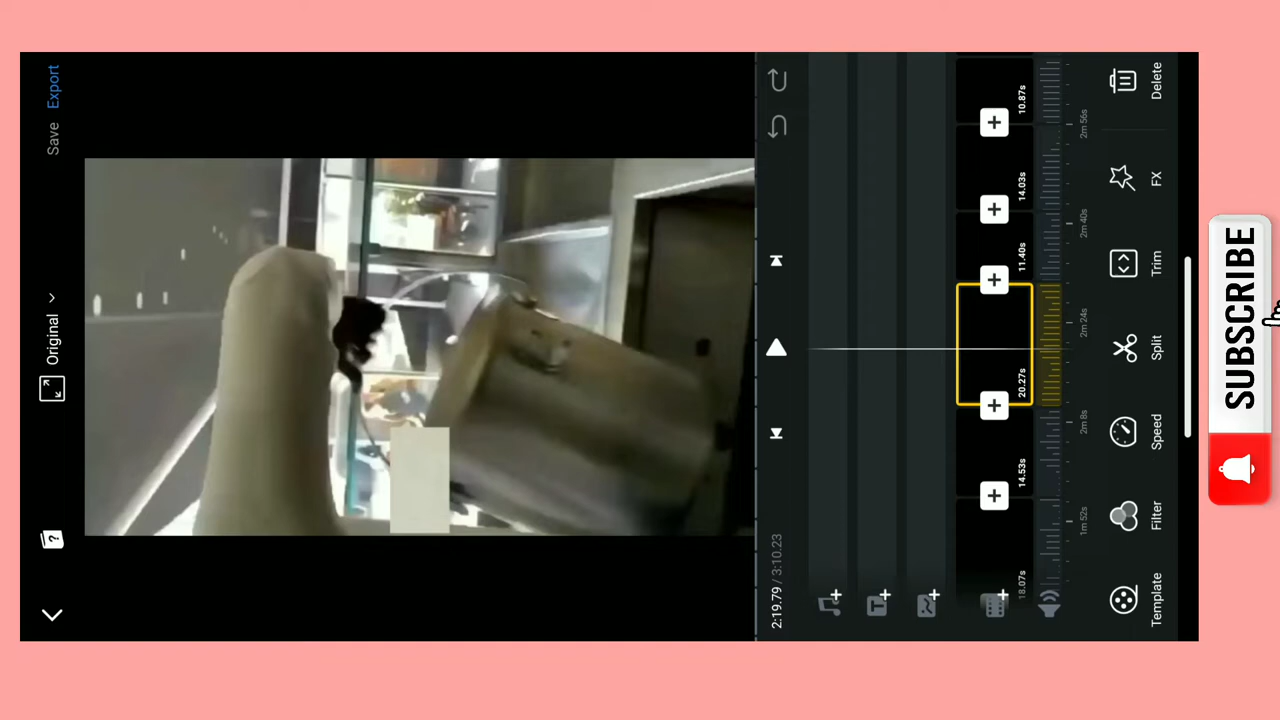 Save Export
Original
?
2:19.79 / 3:10.23
18.07s
14.53s
20.27s
11.40s
14.03s
10.87s
1m 52s
2m 8s
2m 24s
2m 40s
2m 56s
T
Template
Filter
Speed
Split
Trim
FX
Delete
SUBSCRIBE